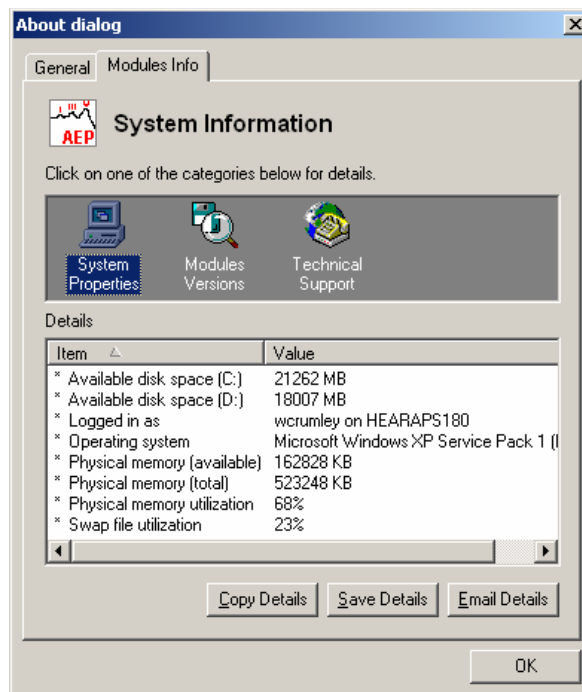 About dialog
General Modules Info
AEP
System Information
Click on one of the categories below for details.
System Properties
Modules Versions
Technical Support
Details
Item Value
* Available disk space (C:) 21262 MB
* Available disk space (D:) 18007 MB
* Logged in as wcrumley on HEARAPS180
* Operating system Microsoft Windows XP Service Pack 1 (
* Physical memory (available) 162828 KB
* Physical memory (total) 523248 KB
* Physical memory utilization 68%
* Swap file utilization 23%
Copy Details Save Details Email Details
OK